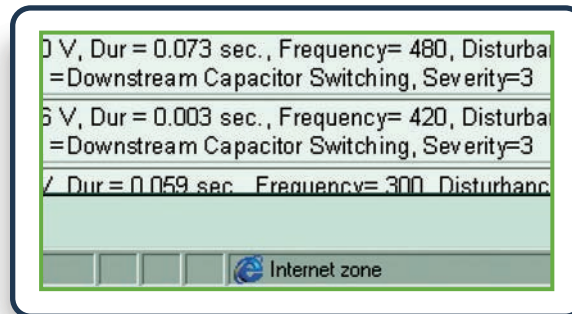 V, Dur = 0.073 sec., Frequency= 480, Disturba
=Downstream Capacitor Switching, Severity=3
6 V, Dur = 0.003 sec., Frequency= 420, Disturba
=Downstream Capacitor Switching, Severity=3
Dur = 0.059 sec., Frequency= 300, Disturbanc
Internet zone